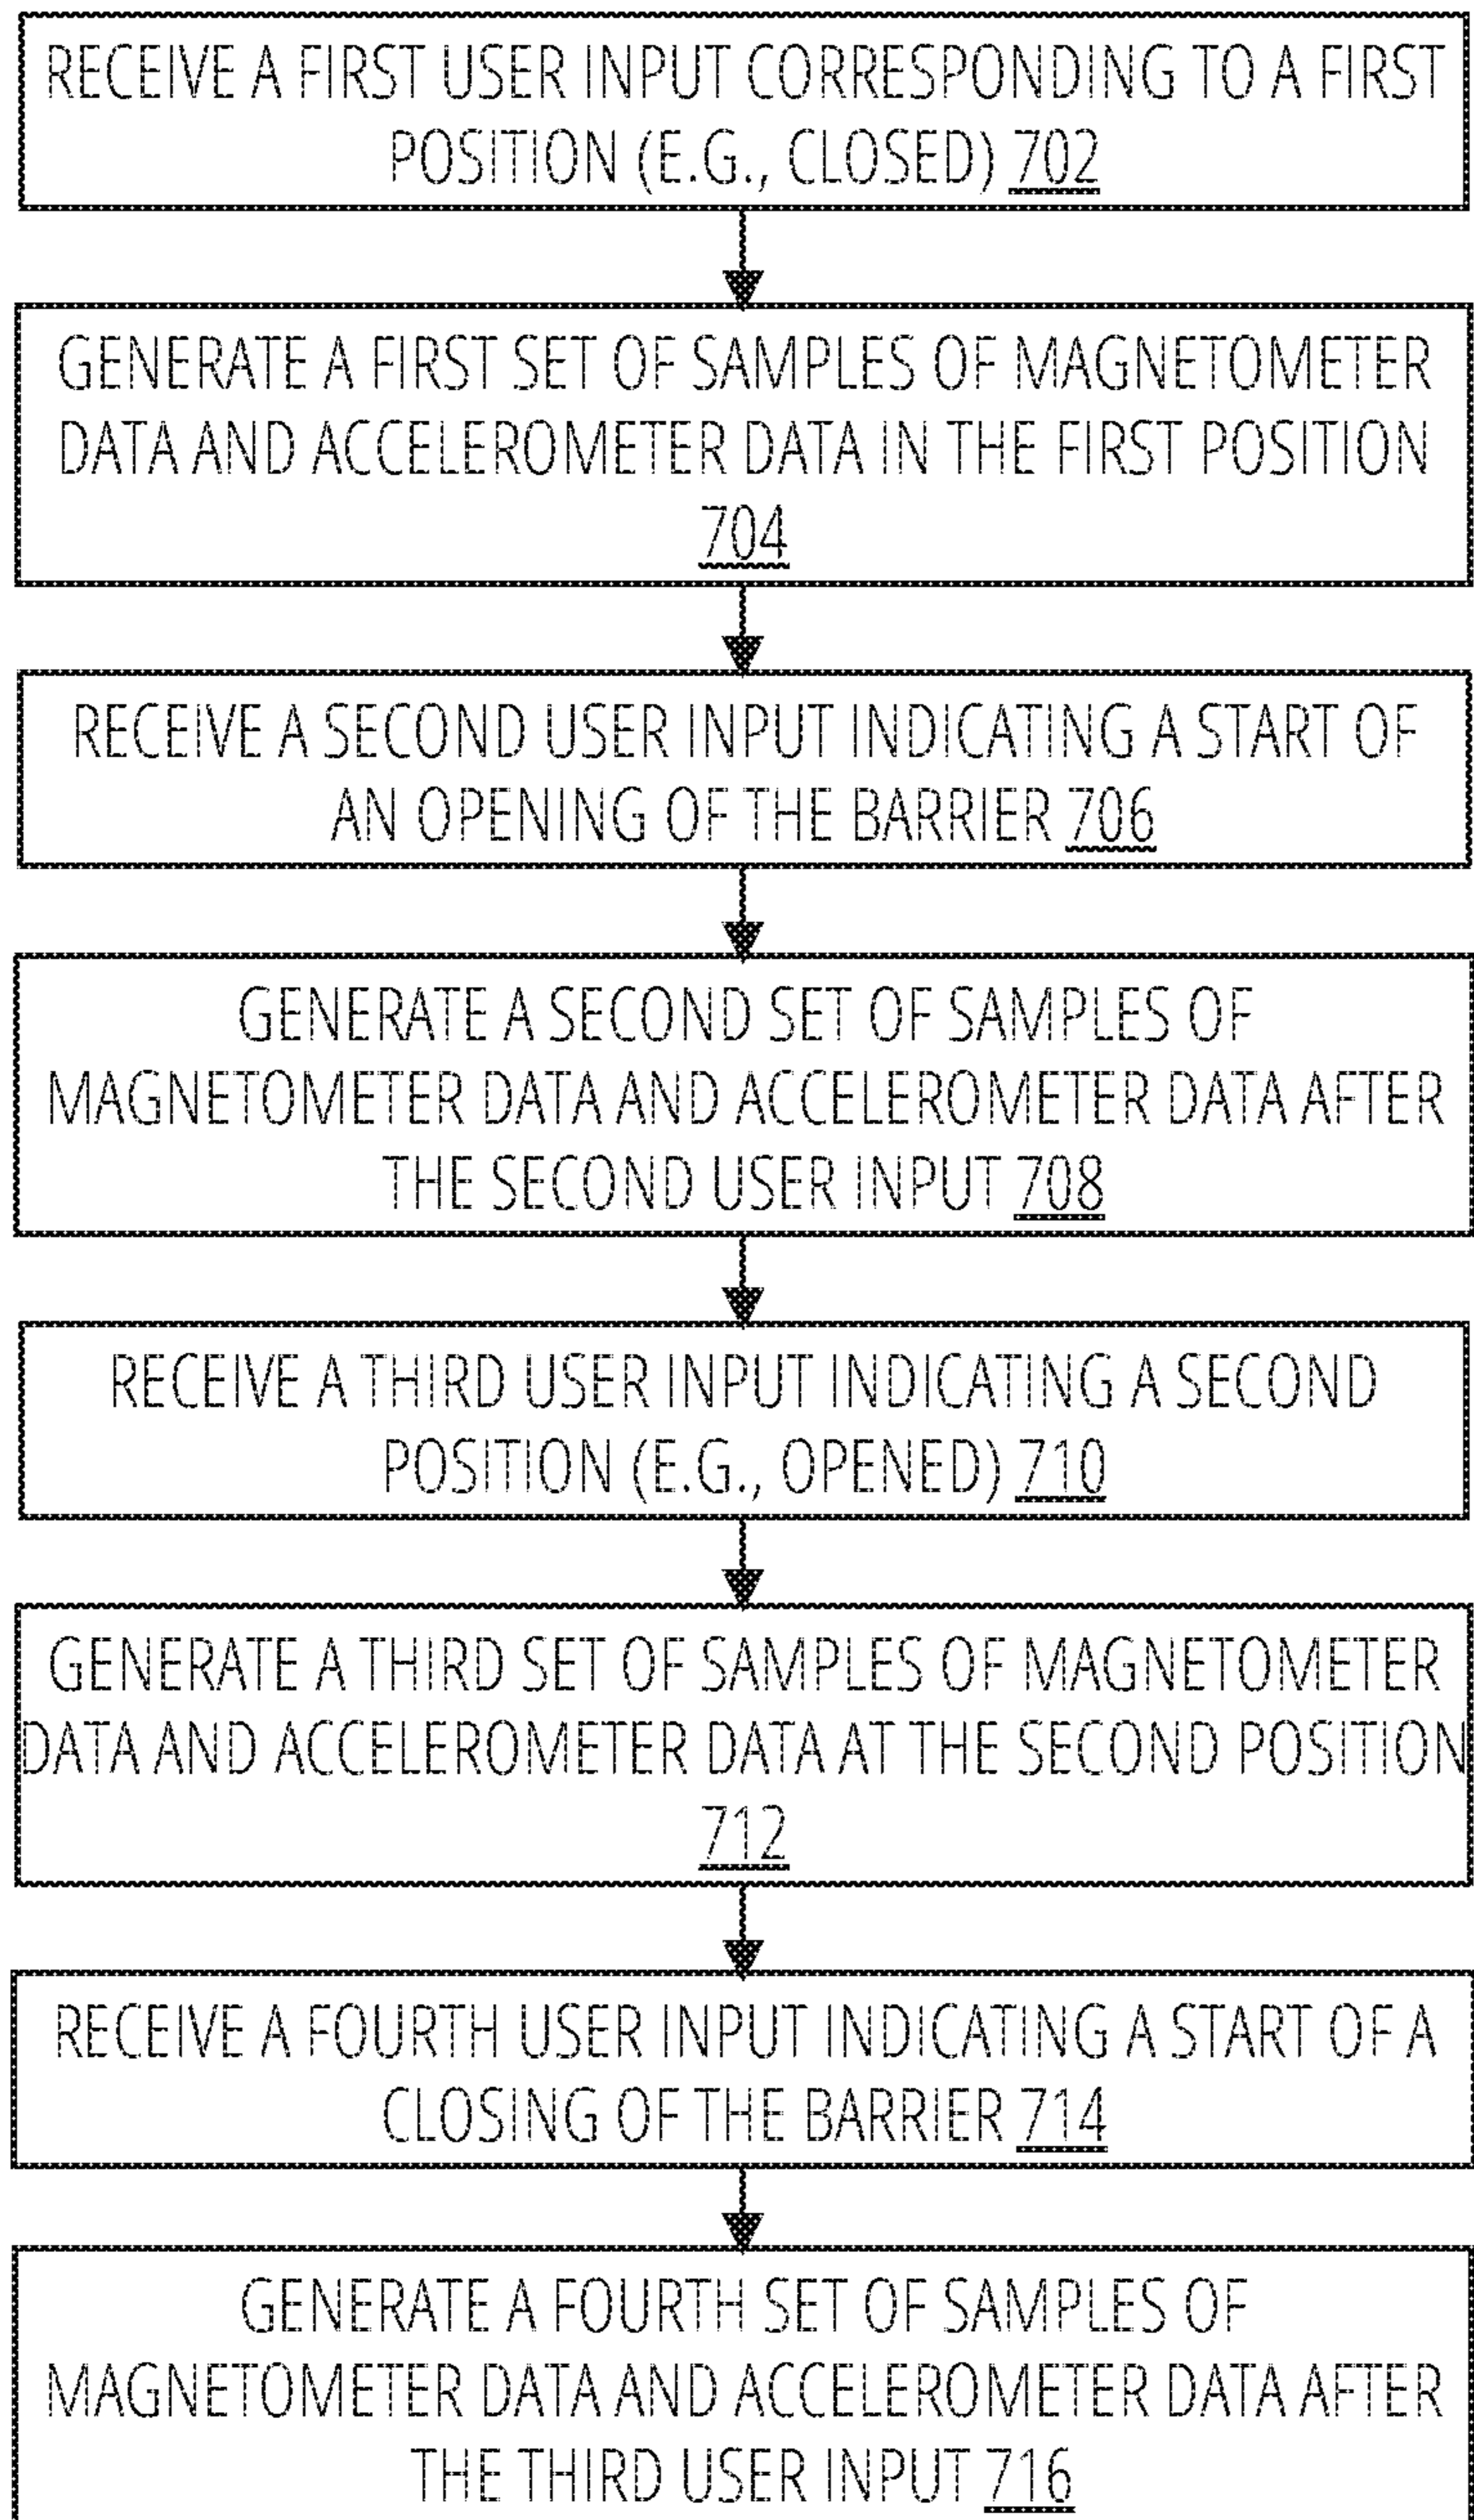 RECEIVE A FIRST USER INPUT CORRESPONDING TO A FIRST
POSITION (E.G., CLOSED) 702
GENERATE A FIRST SET OF SAMPLES OF MAGNETOMETER
DATA AND ACCELEROMETER DATA IN THE FIRST POSITION
704
RECEIVE A SECOND USER INPUT INDICATING A START OF
AN OPENING OF THE BARRIER 706
GENERATE A SECOND SET OF SAMPLES OF
MAGNETOMETER DATA AND ACCELEROMETER DATA AFTER
THE SECOND USER INPUT 708
RECEIVE A THIRD USER INPUT INDICATING A SECOND
POSITION (E.G., OPENED) 710
GENERATE A THIRD SET OF SAMPLES OF MAGNETOMETER
DATA AND ACCELEROMETER DATA AT THE SECOND POSITION
712
RECEIVE A FOURTH USER INPUT INDICATING A START OF A
CLOSING OF THE BARRIER 714
GENERATE A FOURTH SET OF SAMPLES OF
MAGNETOMETER DATA AND ACCELEROMETER DATA AFTER
THE THIRD USER INPUT 716